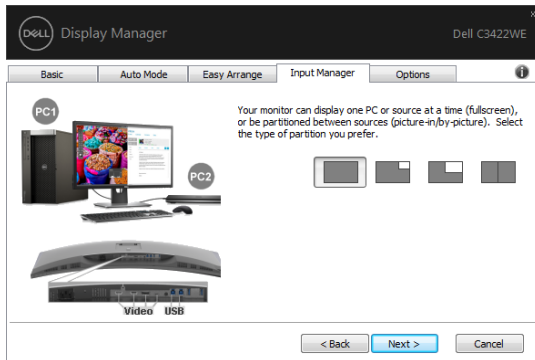 DELL Display Manager
Dell C3422WE
Basic
Auto Mode
Easy Arrange
Input Manager
Options
PC1
PC2
Video USB
Your monitor can display one PC or source at a time (fullscreen),
or be partitioned between sources (picture-in/by-picture). Select
the type of partition you prefer.
< Back
Next >
Cancel